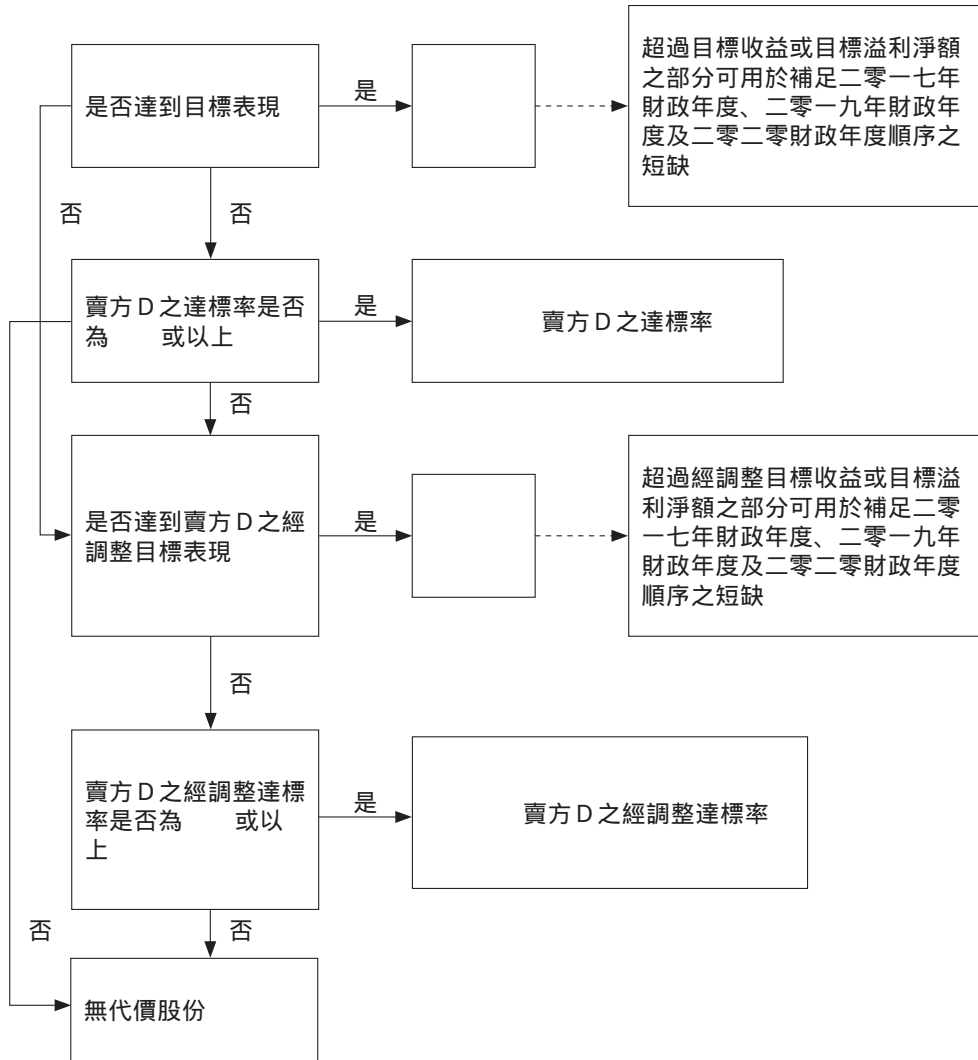 是否達到目標表現
是
超過目標收益或目標溢利淨額
之部分可用於補足二零一七年
財政年度、二零一九年財政年
度及二零二零財政年度順序之
短缺
否
否
賣方D之達標率是否
為 或以上
是
賣方D之達標率
否
是否達到賣方D之經
調整目標表現
是
超過經調整目標收益或目標溢
利淨額之部分可用於補足二零
一七年財政年度、二零一九年
財政年度及二零二零財政年度
順序之短缺
否
賣方D之經調整達標
率是否為 或以
上
是
賣方D之經調整達標率
否
否
無代價股份